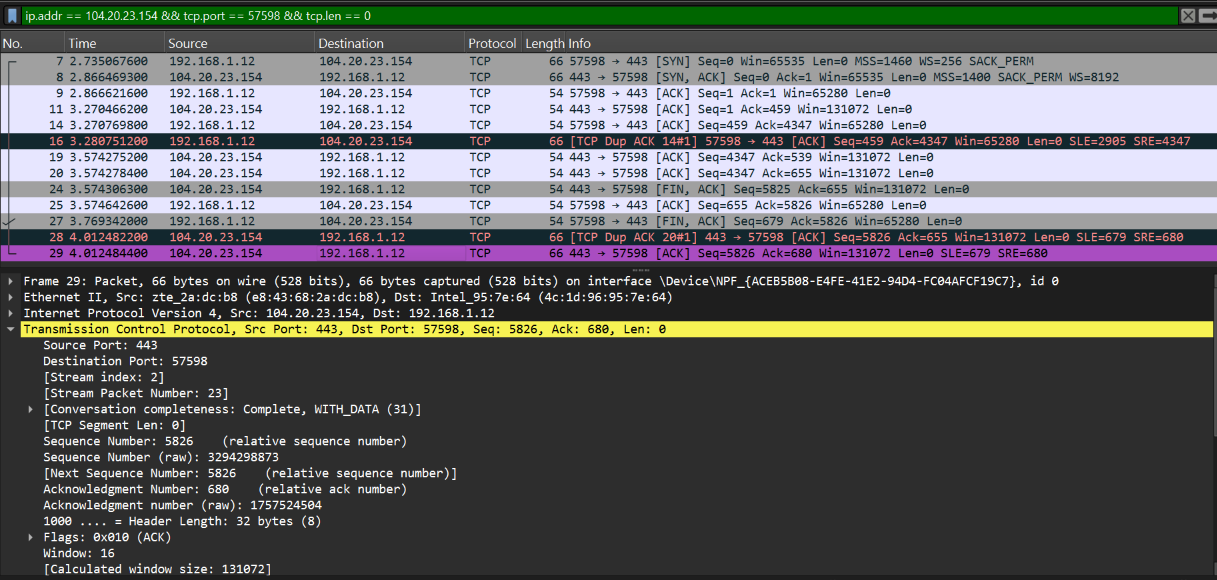 ip.addr == 104.20.23.154 && tcp.port == 57598 && tcp.len == 0
No. Time Source Destination Protocol Length Info
7 2.735067600 192.168.1.12 104.20.23.154 TCP 66 57598 → 443 [SYN] Seq=0 Win=65535 Len=0 MSS=1460 WS=256 SACK_PERM
8 2.866469300 104.20.23.154 192.168.1.12 TCP 66 443 → 57598 [SYN, ACK] Seq=0 Ack=1 Win=65535 Len=0 MSS=1400 SACK_PERM WS=8192
9 2.866621600 192.168.1.12 104.20.23.154 TCP 54 57598 → 443 [ACK] Seq=1 Ack=1 Win=65280 Len=0
11 3.270466200 104.20.23.154 192.168.1.12 TCP 54 443 → 57598 [ACK] Seq=1 Ack=459 Win=131072 Len=0
14 3.270769800 192.168.1.12 104.20.23.154 TCP 54 57598 → 443 [ACK] Seq=459 Ack=4347 Win=65280 Len=0
16 3.280751200 192.168.1.12 104.20.23.154 TCP 66 [TCP Dup ACK 14#1] 57598 → 443 [ACK] Seq=459 Ack=4347 Win=65280 Len=0 SLE=2905 SRE=4347
19 3.574275200 104.20.23.154 192.168.1.12 TCP 54 443 → 57598 [ACK] Seq=4347 Ack=539 Win=131072 Len=0
20 3.574278400 104.20.23.154 192.168.1.12 TCP 54 443 → 57598 [ACK] Seq=4347 Ack=655 Win=131072 Len=0
24 3.574306300 104.20.23.154 192.168.1.12 TCP 54 443 → 57598 [FIN, ACK] Seq=5825 Ack=655 Win=131072 Len=0
25 3.574642600 192.168.1.12 104.20.23.154 TCP 54 57598 → 443 [ACK] Seq=655 Ack=5826 Win=65280 Len=0
27 3.769342000 192.168.1.12 104.20.23.154 TCP 54 57598 → 443 [FIN, ACK] Seq=679 Ack=5826 Win=65280 Len=0
28 4.012482200 104.20.23.154 192.168.1.12 TCP 66 [TCP Dup ACK 20#1] 443 → 57598 [ACK] Seq=5826 Ack=655 Win=131072 Len=0 SLE=679 SRE=680
29 4.012484400 104.20.23.154 192.168.1.12 TCP 66 443 → 57598 [ACK] Seq=5826 Ack=680 Win=131072 Len=0 SLE=679 SRE=680
Frame 29: Packet, 66 bytes on wire (528 bits), 66 bytes captured (528 bits) on interface \Device\NPF_{ACEB5B08-E4FE-41E2-94D4-FC04AFCF19C7}, id 0
Ethernet II, Src: zte_2a:dc:b8 (e8:43:68:2a:dc:b8), Dst: Intel_95:7e:64 (4c:1d:96:95:7e:64)
Internet Protocol Version 4, Src: 104.20.23.154, Dst: 192.168.1.12
Transmission Control Protocol, Src Port: 443, Dst Port: 57598, Seq: 5826, Ack: 680, Len: 0
Source Port: 443
Destination Port: 57598
[Stream index: 2]
[Stream Packet Number: 23]
[Conversation completeness: Complete, WITH_DATA (31)]
[TCP Segment Len: 0]
Sequence Number: 5826 (relative sequence number)
Sequence Number (raw): 3294298873
[Next Sequence Number: 5826 (relative sequence number)]
Acknowledgment Number: 680 (relative ack number)
Acknowledgment number (raw): 1757524504
1000 .... = Header Length: 32 bytes (8)
Flags: 0x010 (ACK)
Window: 16
[Calculated window size: 131072]